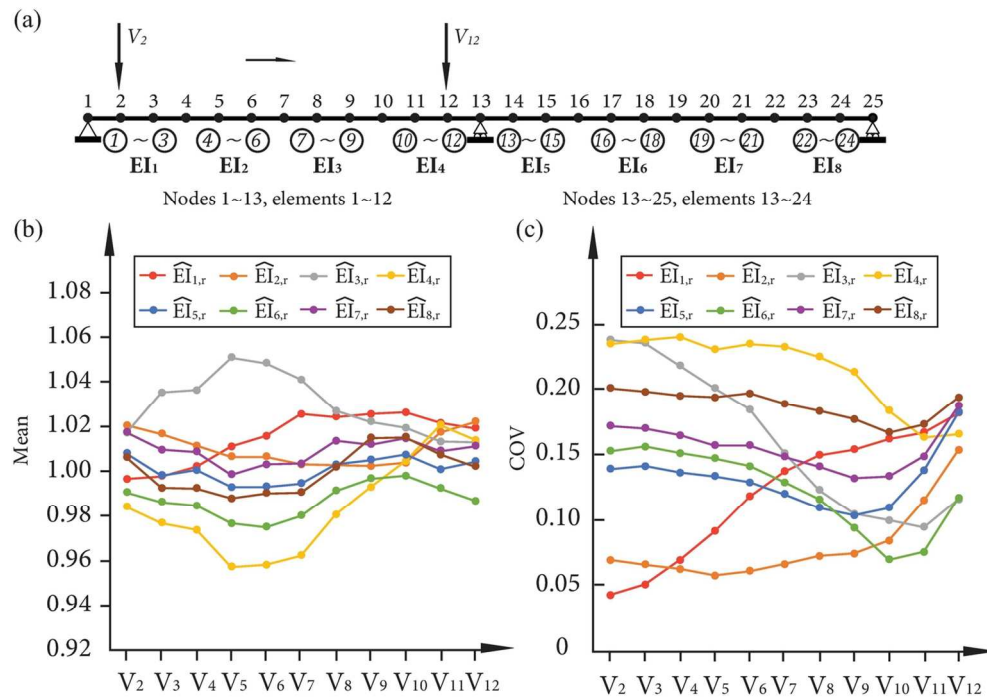 (a)
V₂
V₁₂
1 2 3 4 5 6 7 8 9 10 11 12 13 14 15 16 17 18 19 20 21 22 23 24 25
① ~ ③ ④ ~ ⑥ ⑦ ~ ⑨ ⑩ ~ ⑫ ⑬ ~ ⑮ ⑯ ~ ⑱ ⑲ ~ ㉑ ㉒ ~ ㉔
EI₁ EI₂ EI₃ EI₄ EI₅ EI₆ EI₇ EI₈
Nodes 1~13, elements 1~12
Nodes 13~25, elements 13~24
(b)
ÊI₁,r ÊI₂,r ÊI₃,r ÊI₄,r
ÊI₅,r ÊI₆,r ÊI₇,r ÊI₈,r
1.08
1.06
1.04
1.02
1.00
0.98
0.96
0.94
0.92
Mean
V₂ V₃ V₄ V₅ V₆ V₇ V₈ V₉ V₁₀ V₁₁ V₁₂
(c)
ÊI₁,r ÊI₂,r ÊI₃,r ÊI₄,r
ÊI₅,r ÊI₆,r ÊI₇,r ÊI₈,r
0.25
0.20
0.15
0.10
0.05
0
COV
V₂ V₃ V₄ V₅ V₆ V₇ V₈ V₉ V₁₀ V₁₁ V₁₂